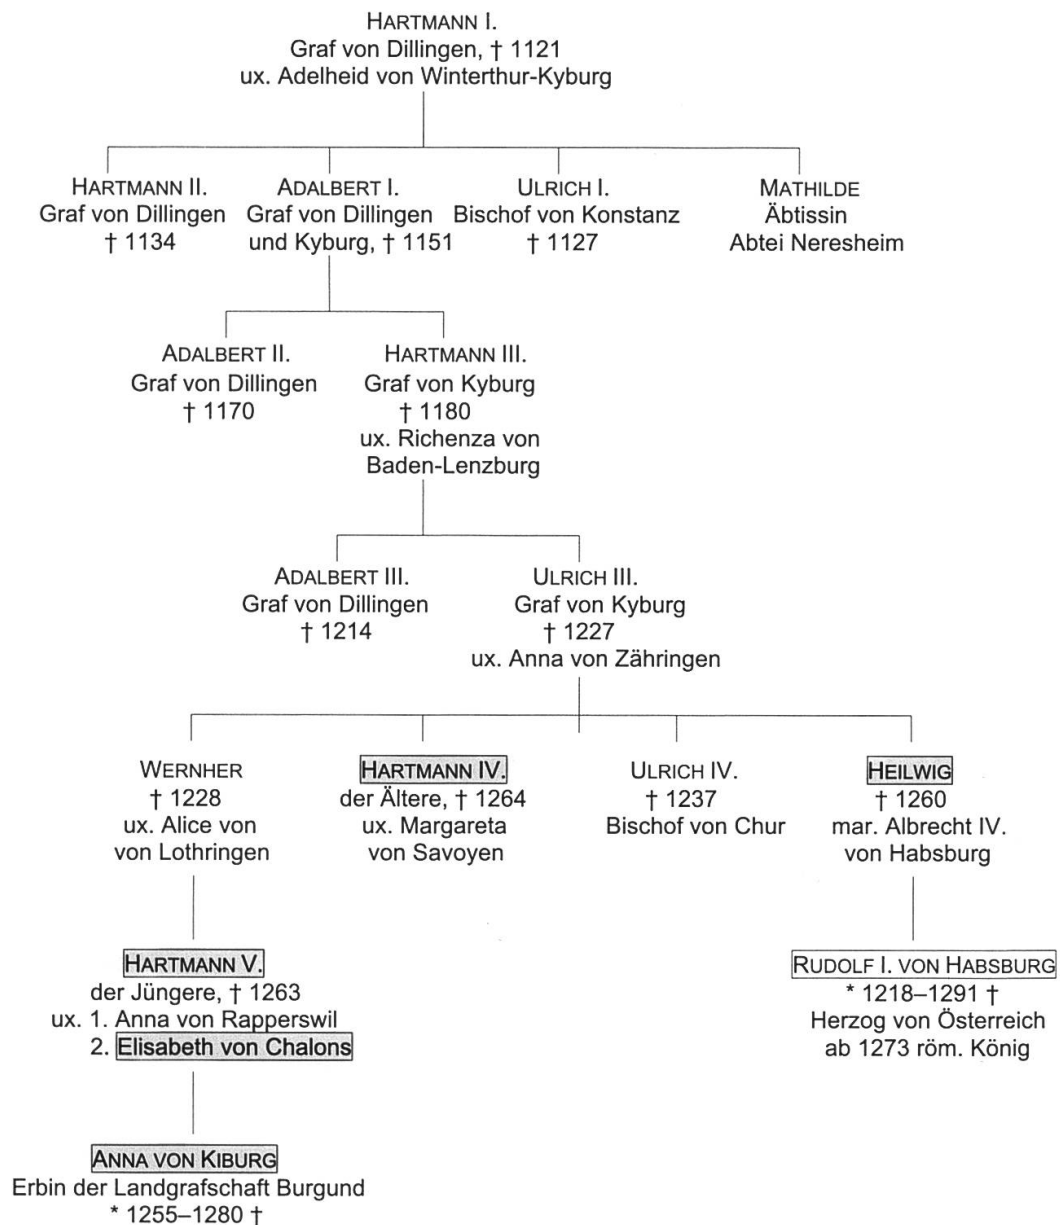 HARTMANN I.
Graf von Dillingen, † 1121
ux. Adelheid von Winterthur-Kyburg
HARTMANN II.
Graf von Dillingen
† 1134
ADALBERT I.
Graf von Dillingen
und Kyburg, † 1151
ULRICH I.
Bischof von Konstanz
† 1127
MATHILDE
Äbtissin
Abtei Neresheim
ADALBERT II.
Graf von Dillingen
† 1170
HARTMANN III.
Graf von Kyburg
† 1180
ux. Richenza von
Baden-Lenzburg
ADALBERT III.
Graf von Dillingen
† 1214
ULRICH III.
Graf von Kyburg
† 1227
ux. Anna von Zähringen
WERNHER
† 1228
ux. Alice von
von Lothringen
HARTMANN IV.
der Ältere, † 1264
ux. Margareta
von Savoyen
ULRICH IV.
† 1237
Bischof von Chur
HEILWIG
† 1260
mar. Albrecht IV.
von Habsburg
HARTMANN V.
der Jüngere, † 1263
ux. 1. Anna von Rapperswil
2. Elisabeth von Chalons
RUDOLF I. VON HABSBURG
* 1218–1291 †
Herzog von Österreich
ab 1273 röm. König
ANNA VON KIBURG
Erbin der Landgrafschaft Burgund
* 1255–1280 †